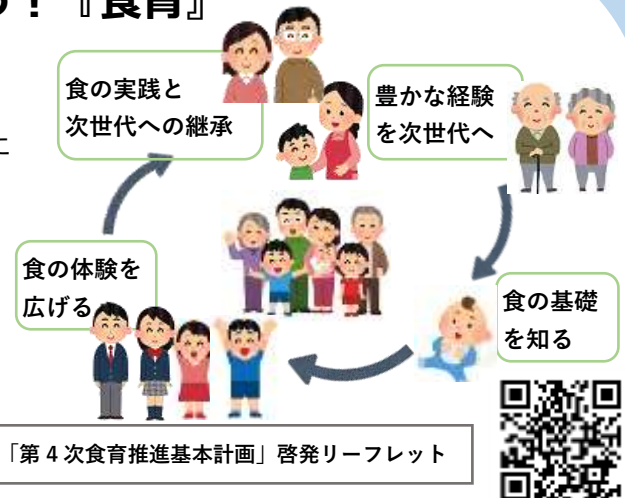 ！『食育』
食の実践と
次世代への継承
豊かな経験
を次世代へ
に
食の体験を
広げる
食の基礎
を知る
「第４次食育推進基本計画」啓発リーフレット